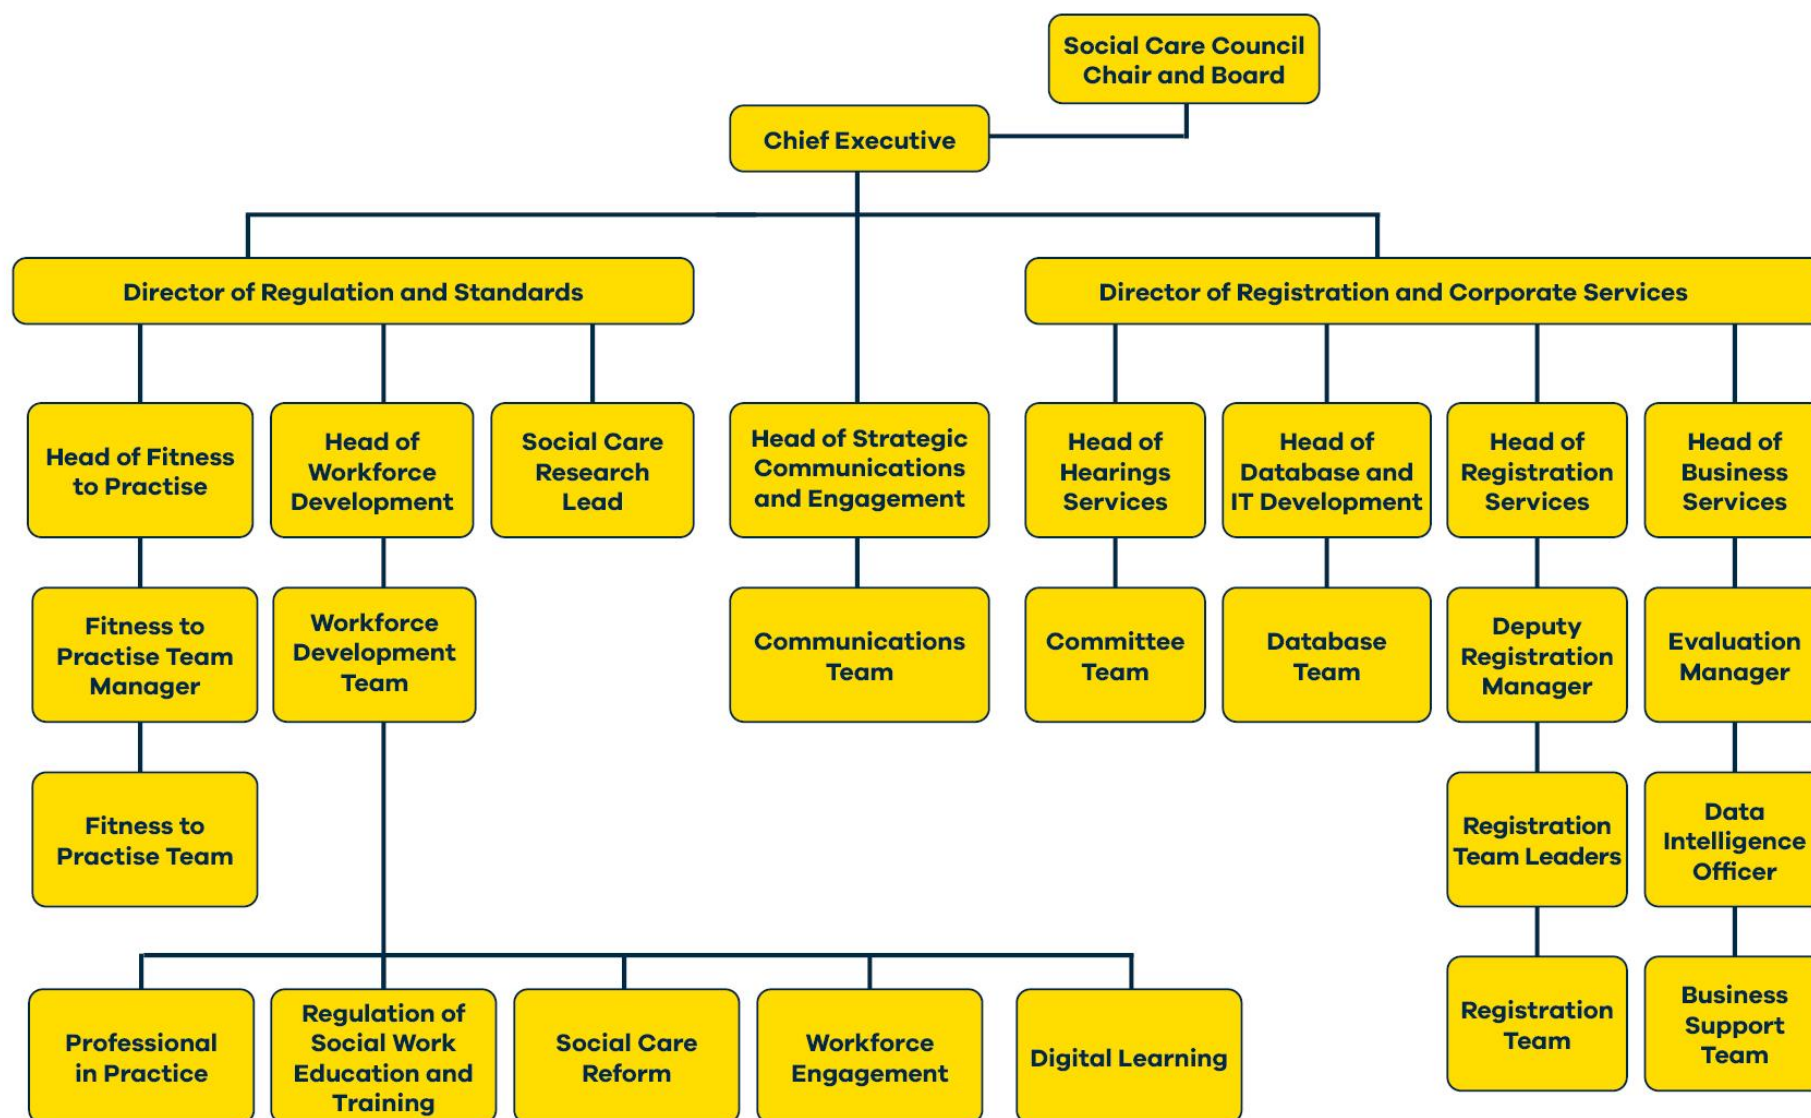 Social Care Council
Chair and Board
Chief Executive
Director of Regulation and Standards
Director of Registration and Corporate Services
Head of Fitness
to Practise
Head of
Workforce
Development
Social Care
Research
Lead
Head of Strategic
Communications
and Engagement
Head of
Hearings
Services
Head of
Database and
IT Development
Head of
Registration
Services
Head of
Business
Services
Fitness to
Practise Team
Manager
Workforce
Development
Team
Communications
Team
Committee
Team
Database
Team
Deputy
Registration
Manager
Evaluation
Manager
Fitness to
Practise Team
Registration
Team Leaders
Data
Intelligence
Officer
Professional
in Practice
Regulation of
Social Work
Education and
Training
Social Care
Reform
Workforce
Engagement
Digital Learning
Registration
Team
Business
Support
Team